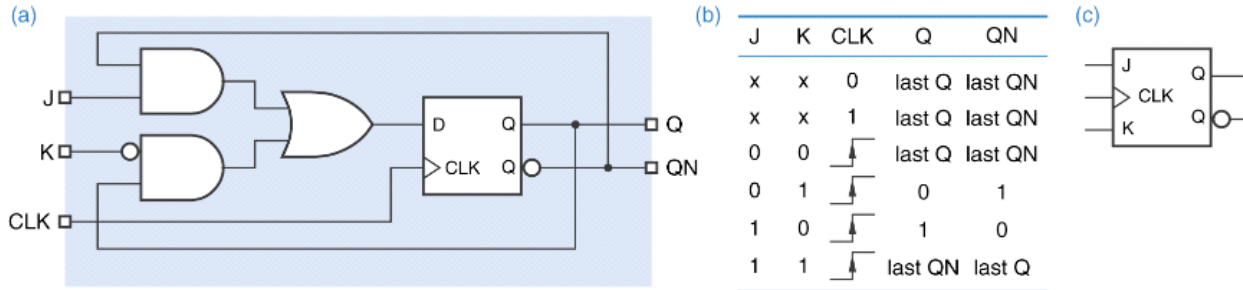 (a)
J
K
CLK
D Q
CLK Q
Q
QN
(b)
J K CLK Q QN
x x 0 last Q last QN
x x 1 last Q last QN
0 0 last Q last QN
0 1 0 1
1 0 1 0
1 1 last QN last Q
(c)
J Q
CLK
K Q